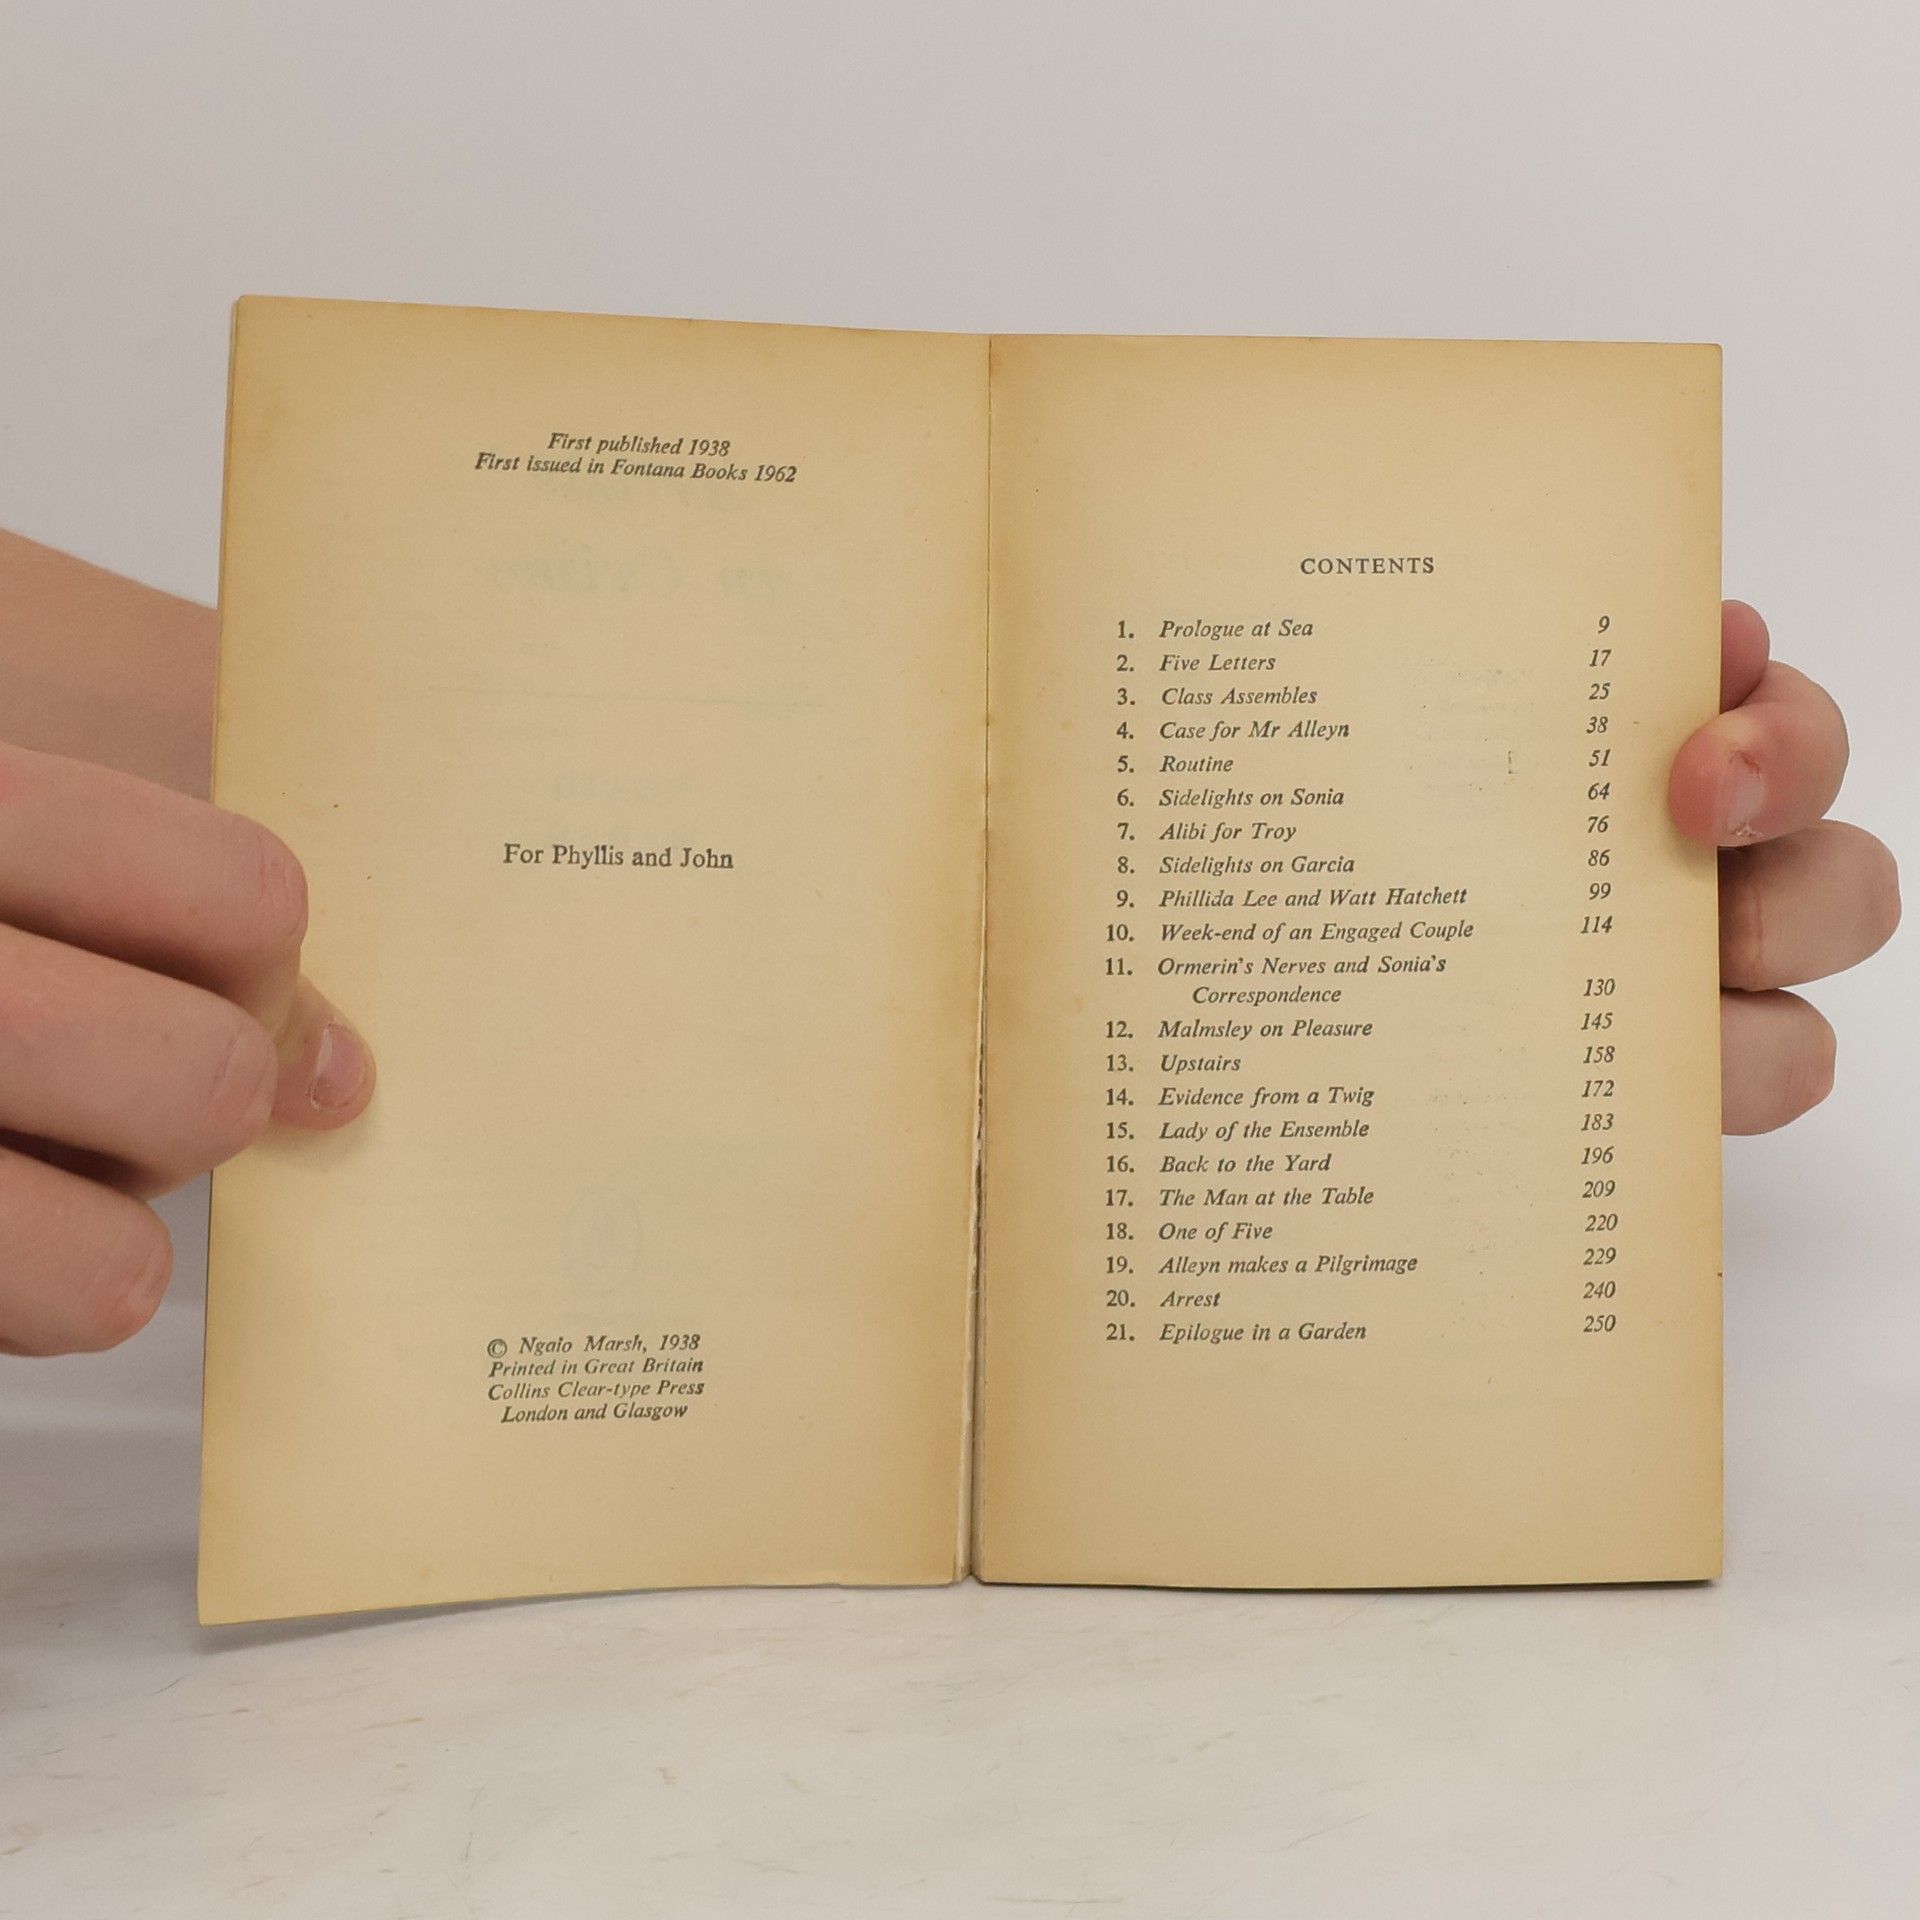 First published 1938
First issued in Fontana Books 1962
For Phyllis and John
© Ngaio Marsh, 1938
Printed in Great Britain
Collins Clear-type Press
London and Glasgow
CONTENTS
1. Prologue at Sea 9
2. Five Letters 17
3. Class Assembles 25
4. Case for Mr Alleyn 38
5. Routine 51
6. Sidelights on Sonia 64
7. Alibi for Troy 76
8. Sidelights on Garcia 86
9. Phillida Lee and Watt Hatchett 99
10. Week-end of an Engaged Couple 114
11. Ormerin's Nerves and Sonia's
Correspondence 130
12. Malmsley on Pleasure 145
13. Upstairs 158
14. Evidence from a Twig 172
15. Lady of the Ensemble 183
16. Back to the Yard 196
17. The Man at the Table 209
18. One of Five 220
19. Alleyn makes a Pilgrimage 229
20. Arrest 240
21. Epilogue in a Garden 250